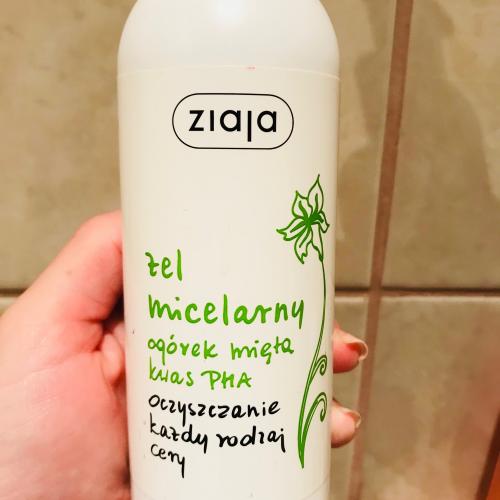 ziaja
żel
micelarny
ogórek mięta
kwas PHA
oczyszczanie
każdy rodzaj
cery